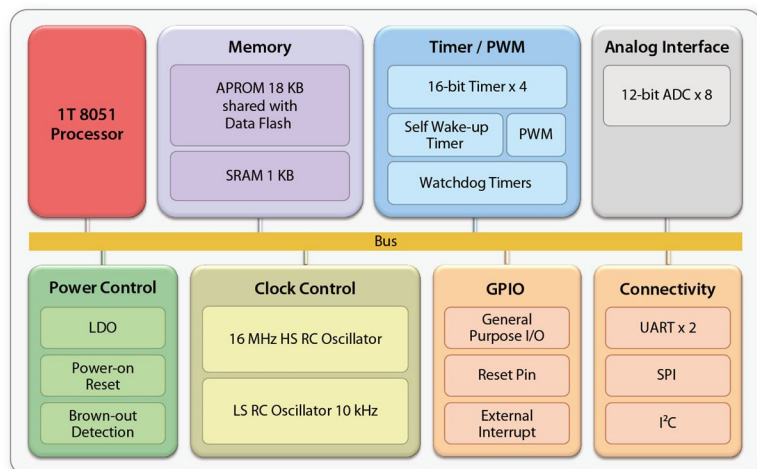 1T 8051
Processor
Memory
APROM 18 KB
shared with
Data Flash
SRAM 1 KB
Timer / PWM
16-bit Timer x 4
Self Wake-up
Timer
PWM
Watchdog Timers
Analog Interface
12-bit ADC x 8
Bus
Power Control
LDO
Power-on
Reset
Brown-out
Detection
Clock Control
16 MHz HS RC Oscillator
LS RC Oscillator 10 kHz
GPIO
General
Purpose I/O
Reset Pin
External
Interrupt
Connectivity
UART x 2
SPI
I²C